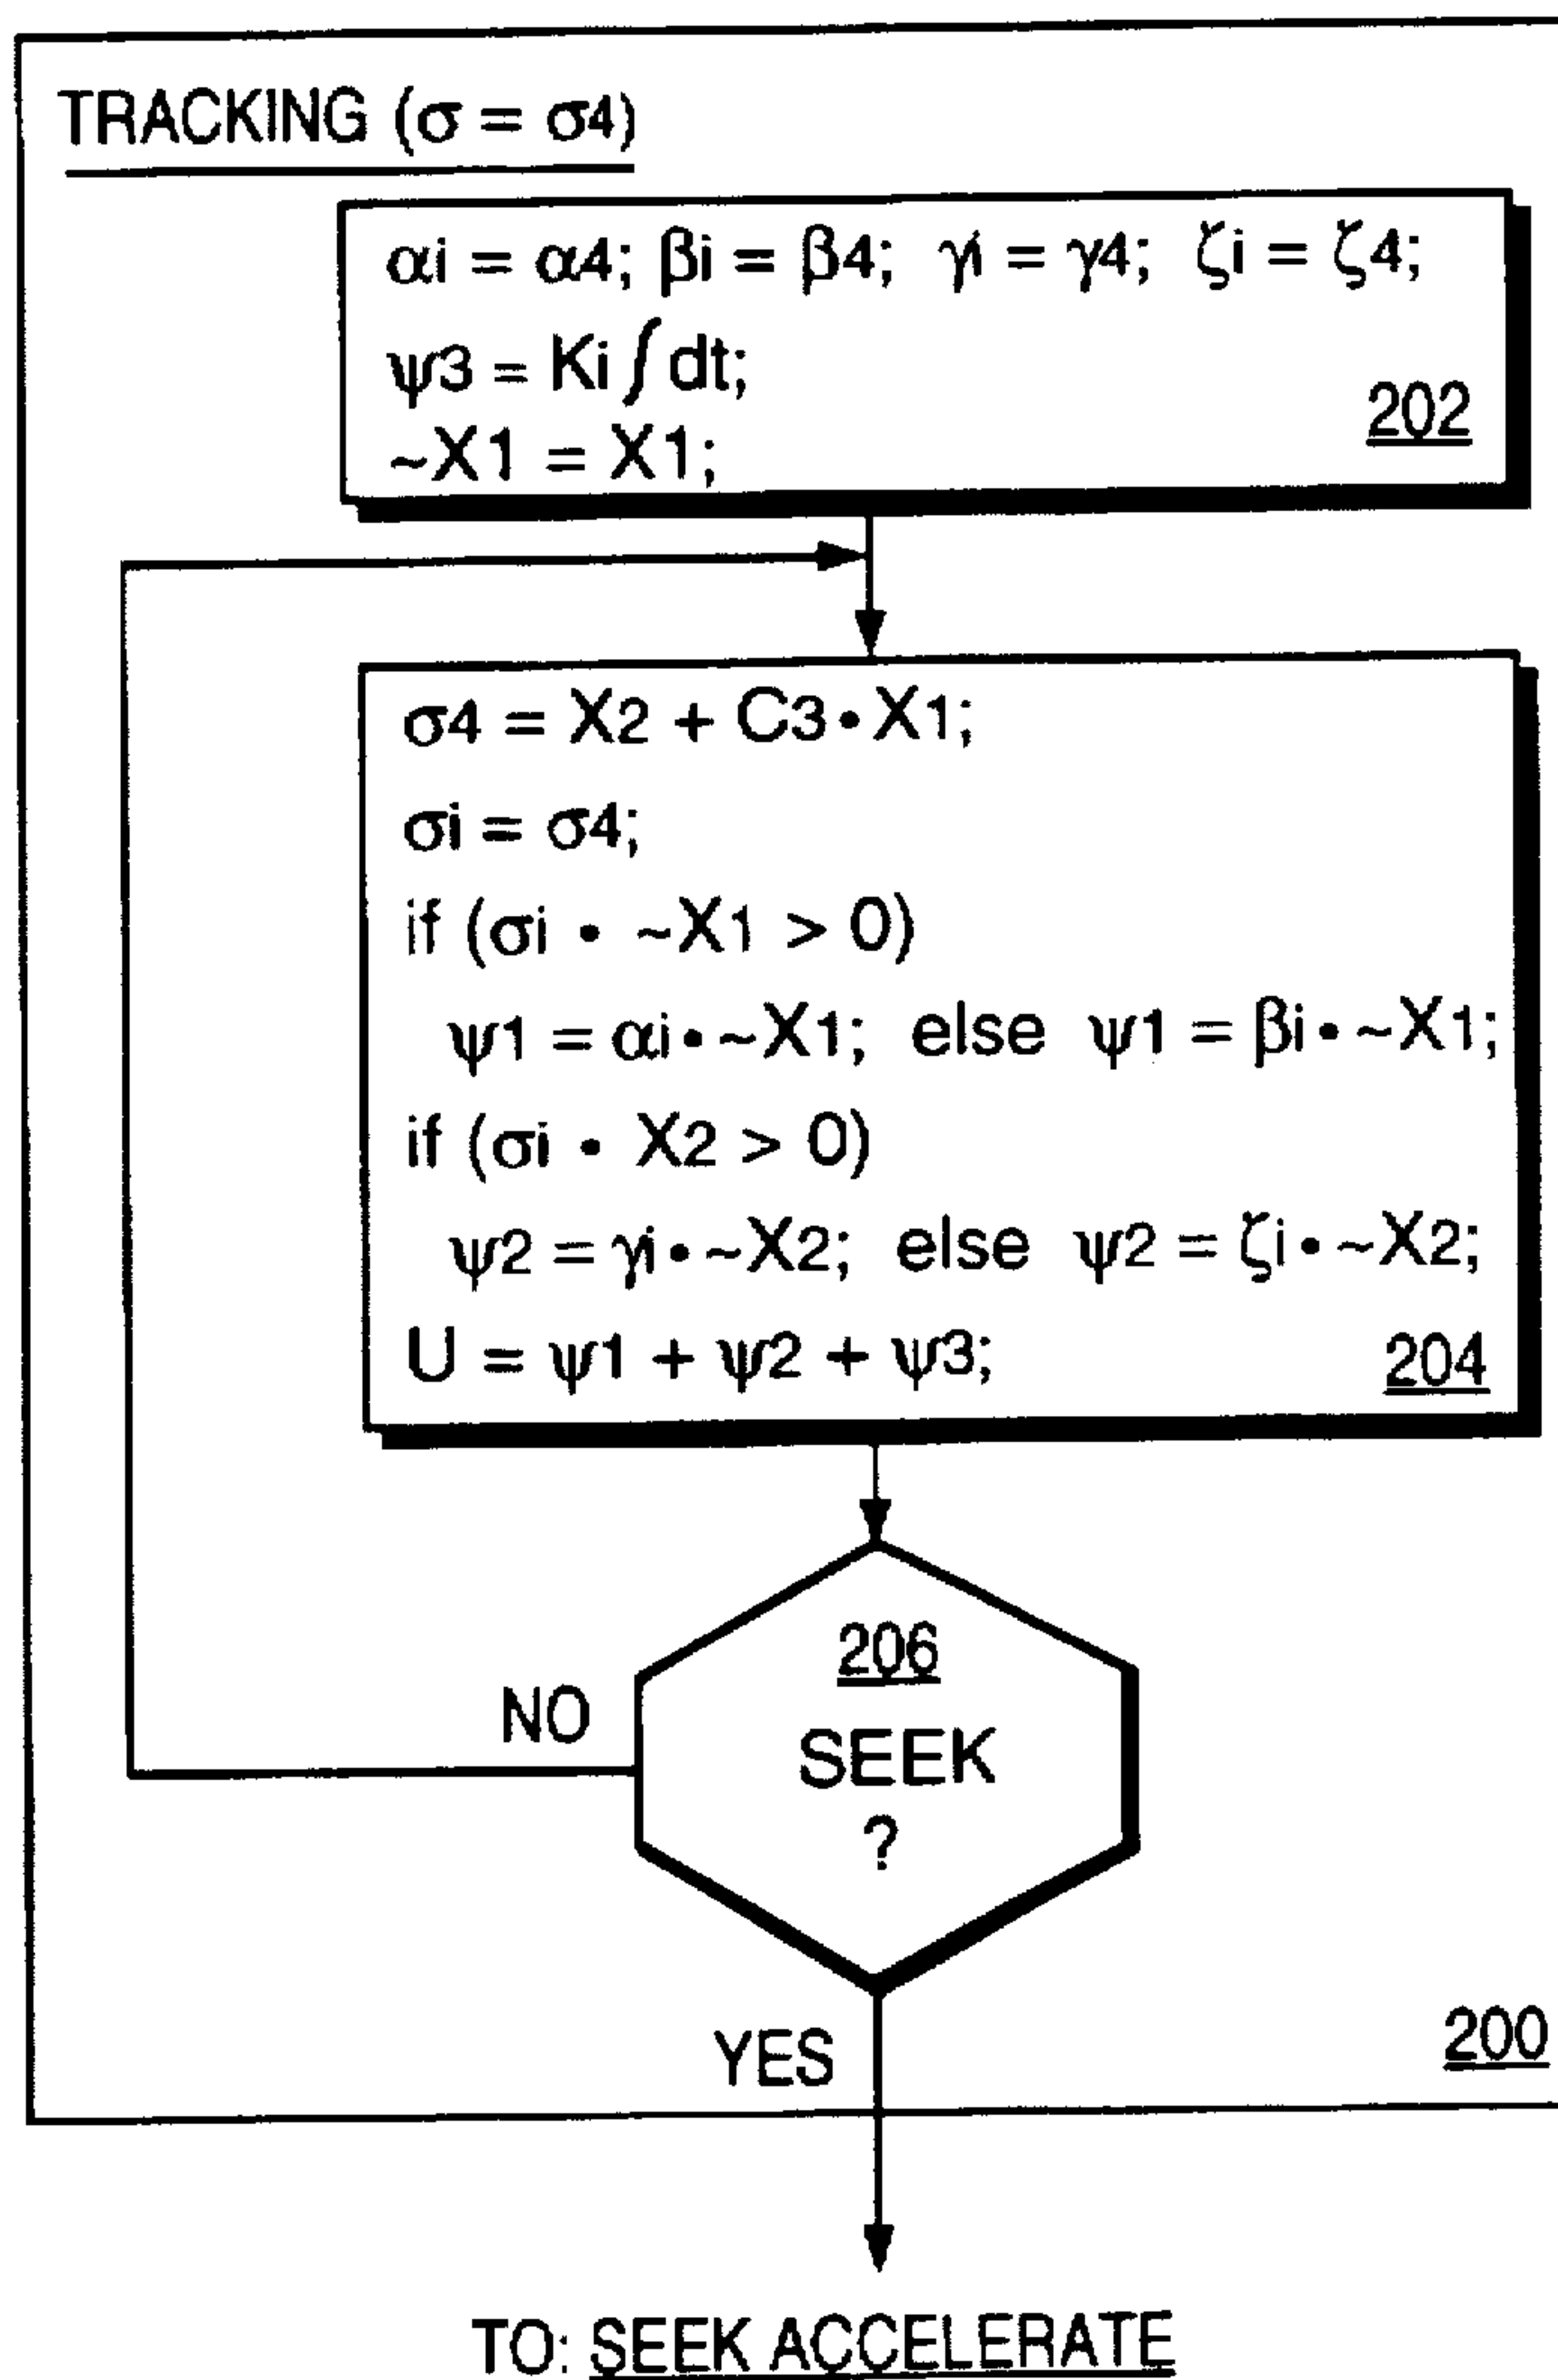 TRACKING (σ = σ4)
αi = α4; βi = β4; γi = γ4; ζi = ζ4;
ψ3 = Ki ∫ dt;
~X1 = X1;
202
σ4 = X2 + C3•X1;
σi = σ4;
if (σi • ~X1 > 0)
ψ1 = αi•~X1; else ψ1 = βi•~X1;
if (σi • X2 > 0)
ψ2 = γi•~X2; else ψ2 = ζi•~X2;
U = ψ1 + ψ2 + ψ3;
204
206
SEEK
?
NO
YES
200
TO: SEEK ACCELERATE